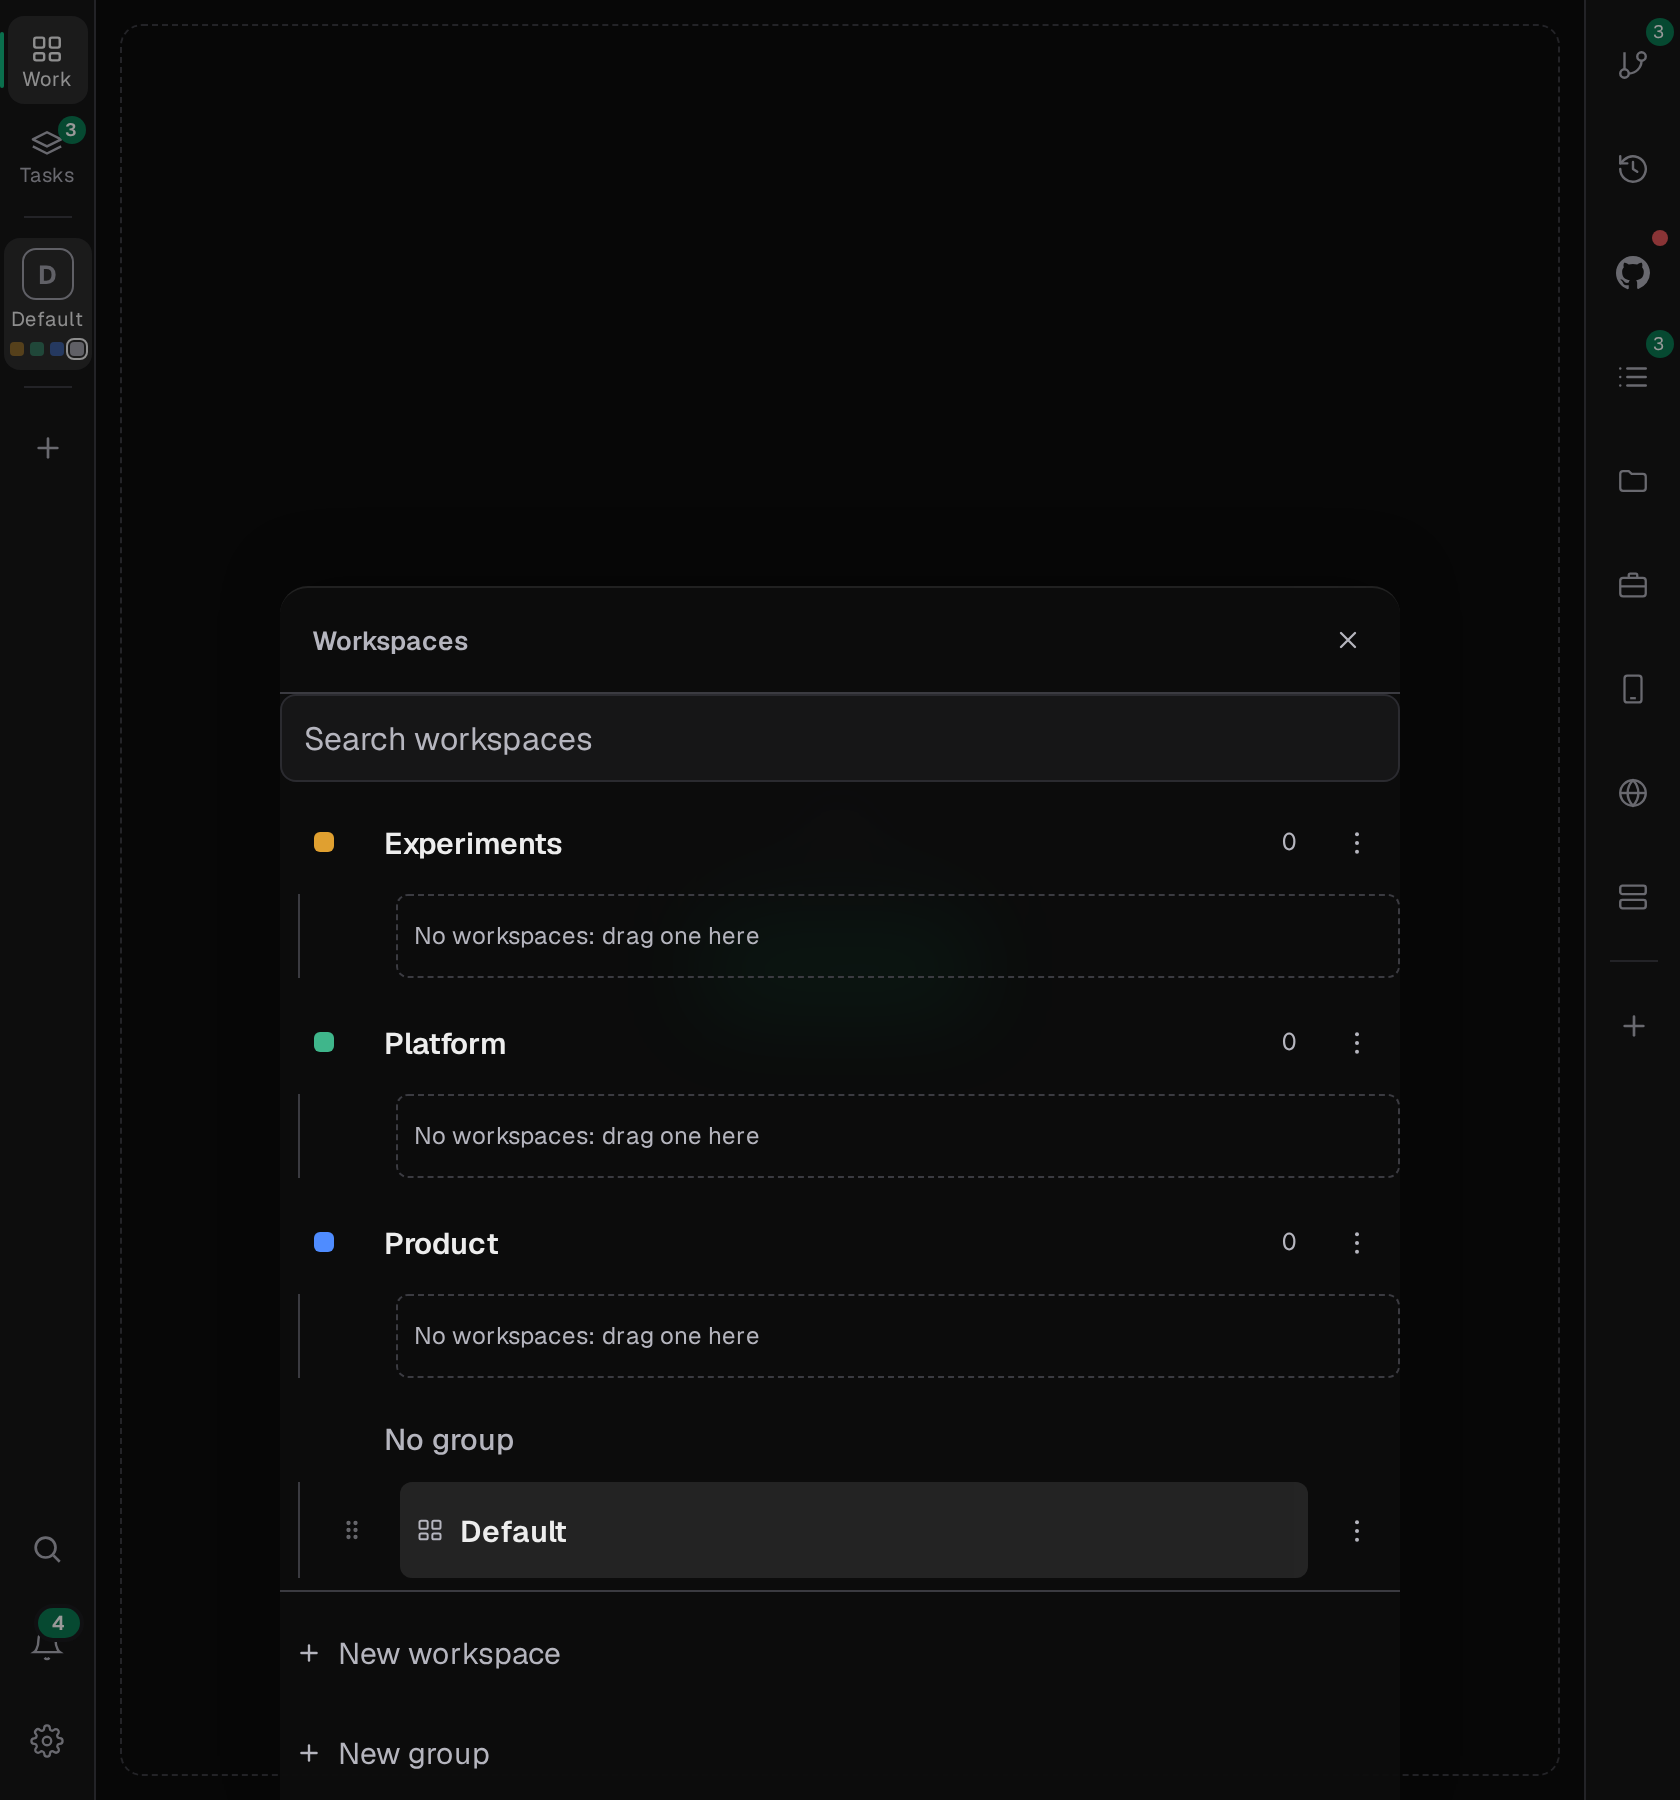 Work
3
Tasks
D
Default
4
3
3
Workspaces
Search workspaces
Experiments 0
No workspaces: drag one here
Platform 0
No workspaces: drag one here
Product 0
No workspaces: drag one here
No group
Default
New workspace
New group